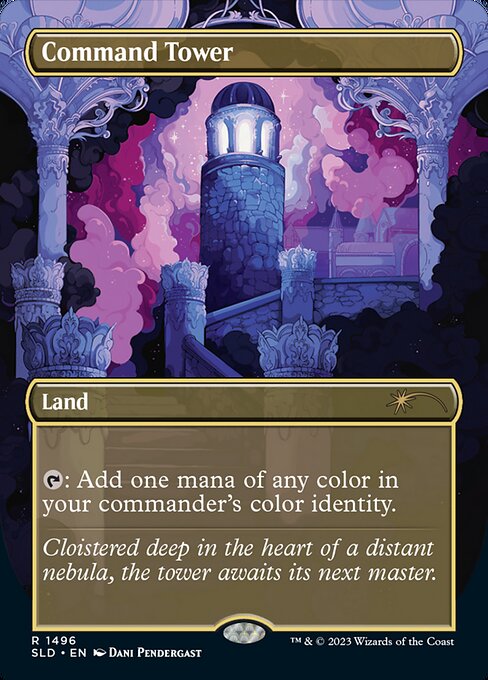 Command Tower
Land
: Add one mana of any color in
your commander's color identity.
Cloistered deep in the heart of a distant
nebula, the tower awaits its next master.
R 1496
SLD • EN Dani Pendergast
™ & © 2023 Wizards of the Coast